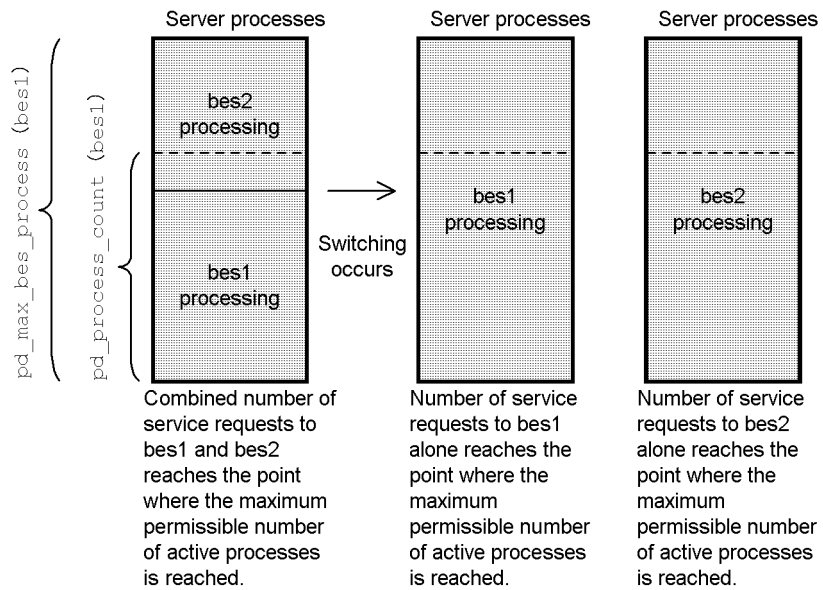 Server processes
Server processes
Server processes
pd_max_bes_process (bes1)
pd_process_count (bes1)
bes2
processing
bes1
processing
Switching
occurs
bes1
processing
bes2
processing
Combined number of
service requests to
bes1 and bes2
reaches the point
where the maximum
permissible number
of active processes
is reached.
Number of service
requests to bes1
alone reaches the
point where the
maximum
permissible number
of active processes
is reached.
Number of service
requests to bes2
alone reaches the
point where the
maximum
permissible number
of active processes
is reached.